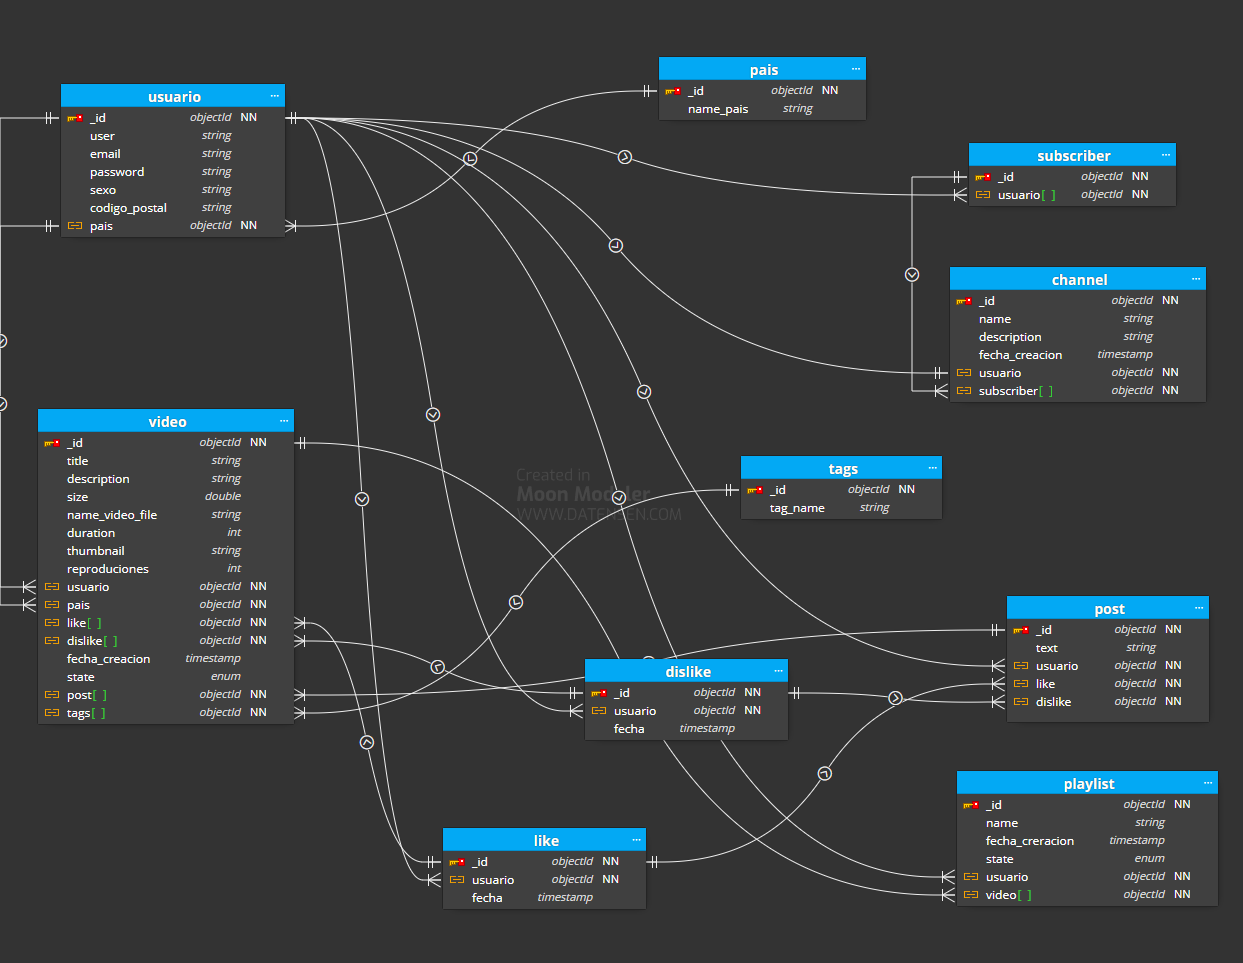 usuario ...
_id objectId NN
user string
email string
password string
sexo string
codigo_postal string
pais objectId NN
pais ...
_id objectId NN
name_pais string
subscriber ...
_id objectId NN
usuario[ ] objectId NN
channel ...
_id objectId NN
name string
description string
fecha_creacion timestamp
usuario objectId NN
subscriber[ ] objectId NN
video ...
_id objectId NN
title string
description string
size double
name_video_file string
duration int
thumbnail string
reproduciones int
usuario objectId NN
pais objectId NN
like[ ] objectId NN
dislike[ ] objectId NN
fecha_creacion timestamp
state enum
post[ ] objectId NN
tags[ ] objectId NN
Created in
Moon Modeler
WWW.DATENSEN.COM
tags ...
_id objectId NN
tag_name string
post ...
_id objectId NN
text string
usuario objectId NN
like objectId NN
dislike objectId NN
dislike ...
_id objectId NN
usuario objectId NN
fecha timestamp
playlist ...
_id objectId NN
name string
fecha_creracion timestamp
state enum
usuario objectId NN
video[ ] objectId NN
like ...
_id objectId NN
usuario objectId NN
fecha timestamp